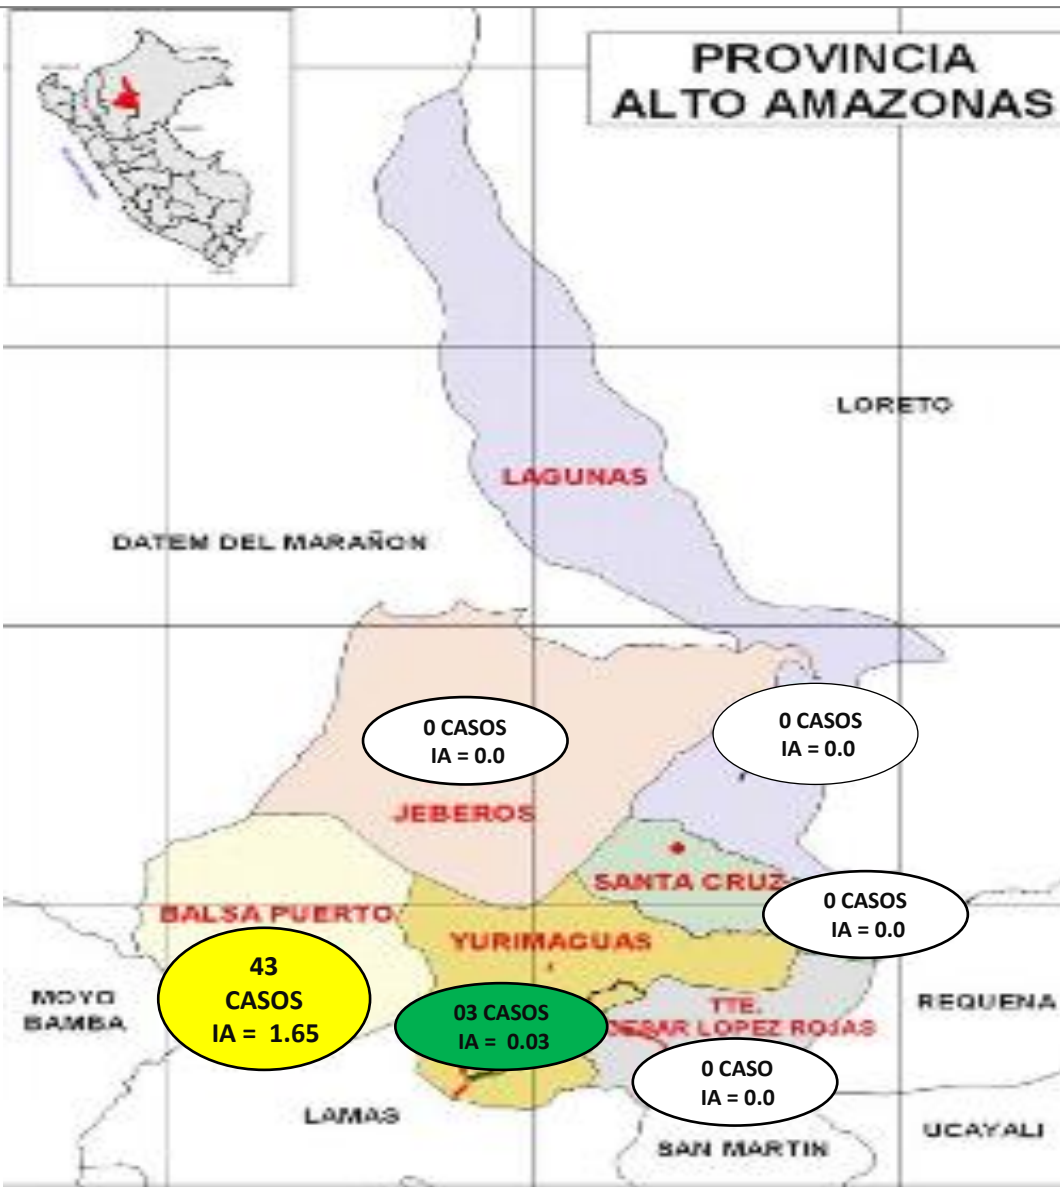 PROVINCIA
ALTO AMAZONAS
LORETO
LAGUNAS
DATEM DEL MARAÑON
0 CASOS
IA = 0.0
0 CASOS
IA = 0.0
JEBEROS
SANTA CRUZ
0 CASOS
IA = 0.0
BALSA PUERTO
YURIMAGUAS
43
CASOS
IA = 1.65
MOYO
BAMBA
03 CASOS
IA = 0.03
TTE.
CESAR LOPEZ ROJAS
REQUENA
0 CASO
IA = 0.0
LAMAS
SAN MARTIN
UCAYALI